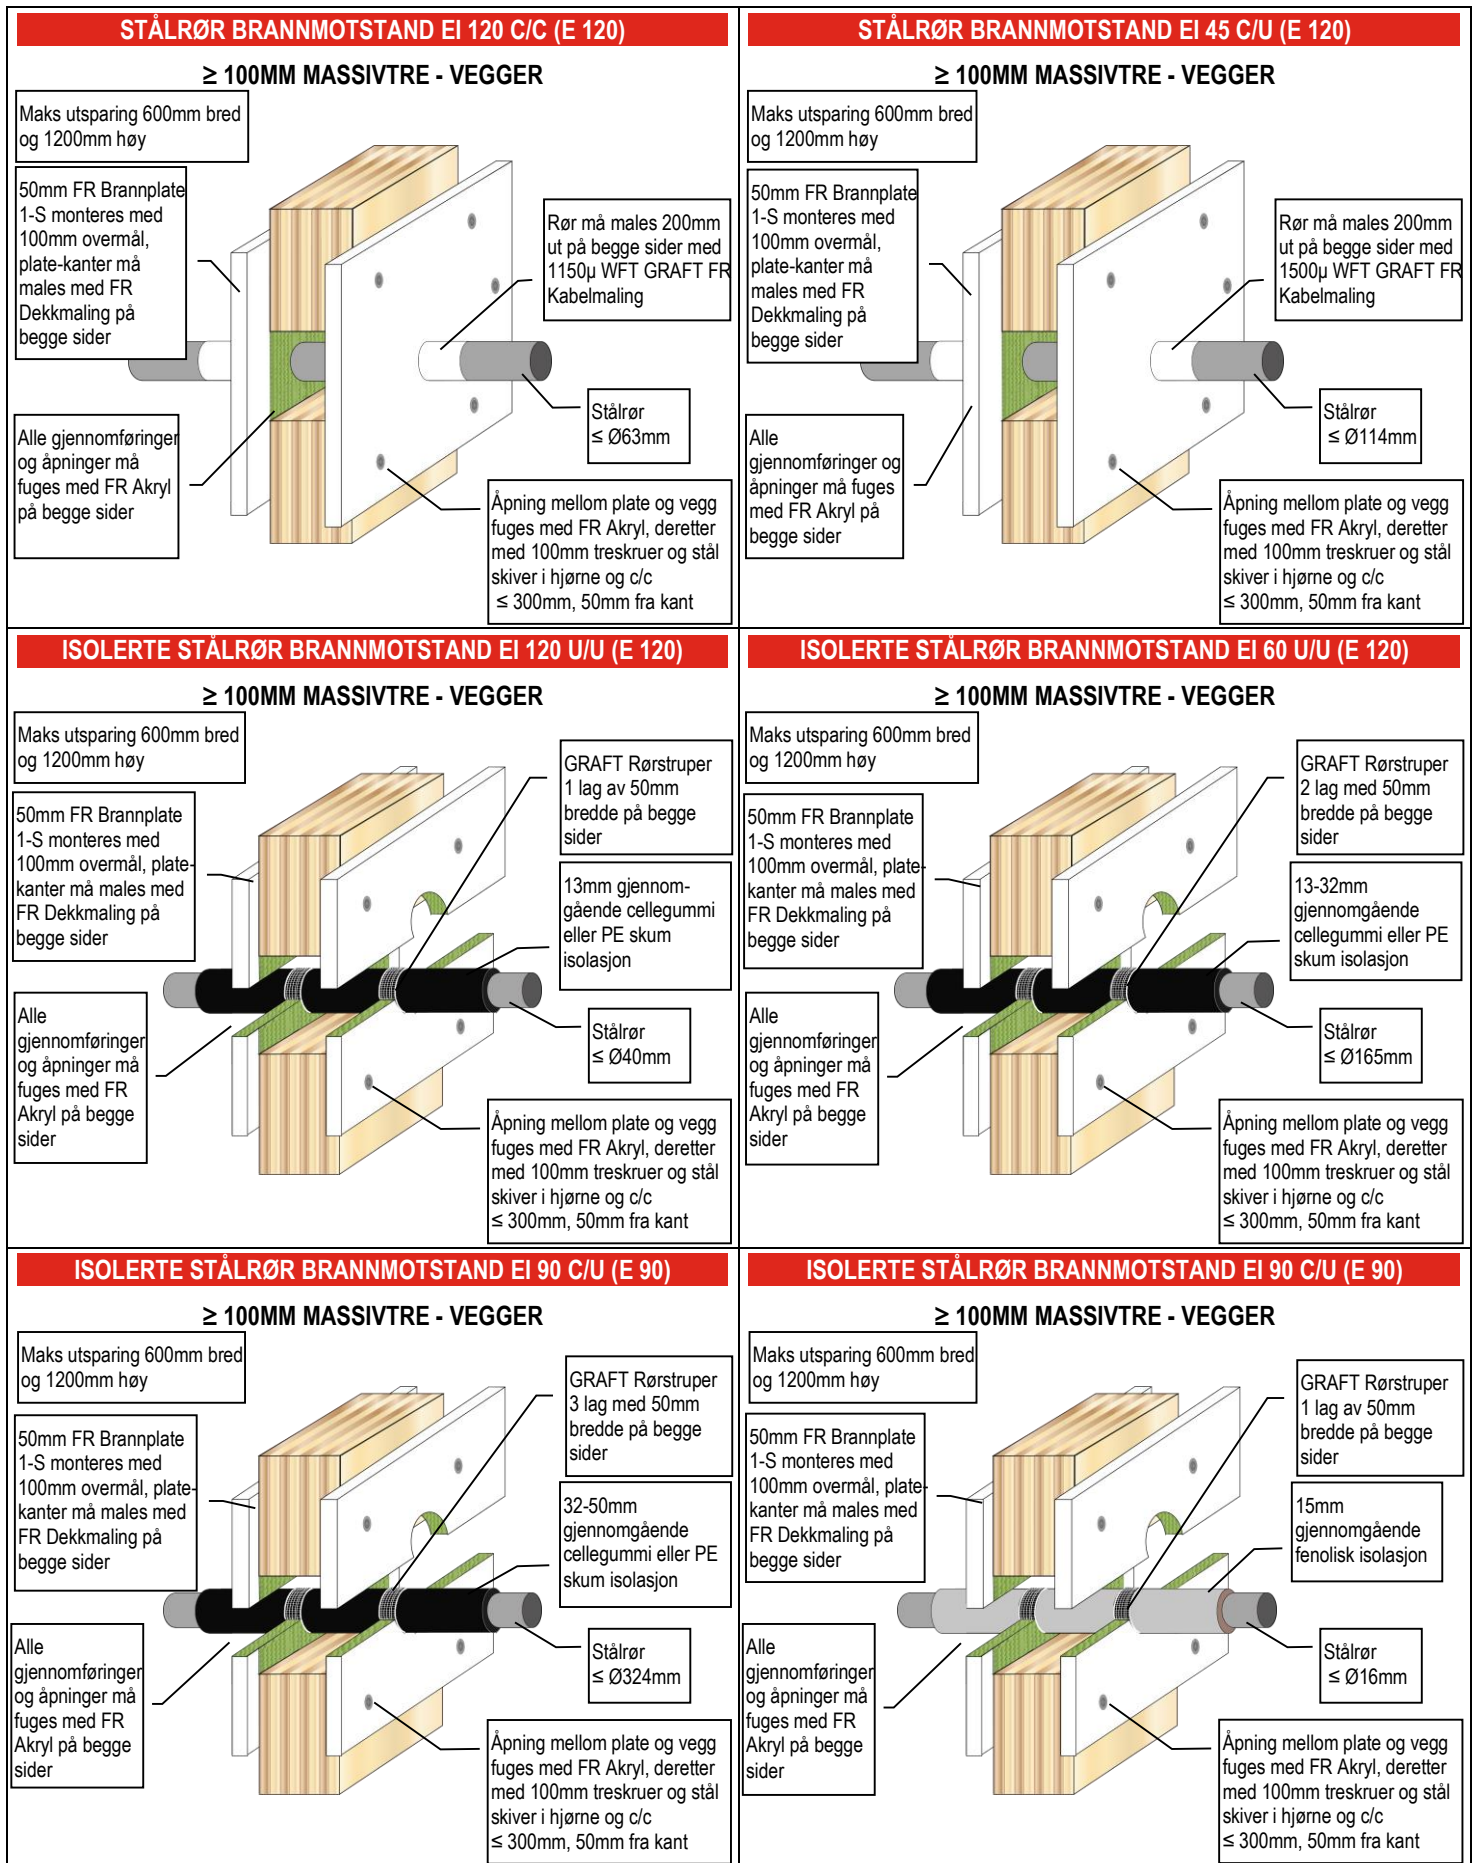 STÅLRØR BRANNMOTSTAND EI 120 C/C (E 120)
≥ 100MM MASSIVTRE - VEGGER
Maks utsparing 600mm bred
og 1200mm høy
50mm FR Brannplate
1-S monteres med
100mm overmål,
plate-kanter må
males med FR
Dekkmaling på
begge sider
Rør må males 200mm
ut på begge sider med
1150µ WFT GRAFT FR
Kabelmaling
Stålrør
≤ Ø63mm
Alle gjennomføringer
og åpninger må
fuges med FR Akryl
på begge sider
Åpning mellom plate og vegg
fuges med FR Akryl, deretter
med 100mm treskruer og stål
skiver i hjørne og c/c
≤ 300mm, 50mm fra kant
STÅLRØR BRANNMOTSTAND EI 45 C/U (E 120)
≥ 100MM MASSIVTRE - VEGGER
Maks utsparing 600mm bred
og 1200mm høy
50mm FR Brannplate
1-S monteres med
100mm overmål,
plate-kanter må
males med FR
Dekkmaling på
begge sider
Rør må males 200mm
ut på begge sider med
1500µ WFT GRAFT FR
Kabelmaling
Stålrør
≤ Ø114mm
Alle
gjennomføringer og
åpninger må fuges
med FR Akryl på
begge sider
Åpning mellom plate og vegg
fuges med FR Akryl, deretter
med 100mm treskruer og stål
skiver i hjørne og c/c
≤ 300mm, 50mm fra kant
ISOLERTE STÅLRØR BRANNMOTSTAND EI 120 U/U (E 120)
≥ 100MM MASSIVTRE - VEGGER
Maks utsparing 600mm bred
og 1200mm høy
GRAFT Rørstruper
1 lag av 50mm
bredde på begge
sider
50mm FR Brannplate
1-S monteres med
100mm overmål, plate-
kanter må males med
FR Dekkmaling på
begge sider
13mm gjennom-
gående cellegummi
eller PE skum
isolasjon
Alle
gjennomføringer
og åpninger må
fuges med FR
Akryl på begge
sider
Stålrør
≤ Ø40mm
Åpning mellom plate og vegg
fuges med FR Akryl, deretter
med 100mm treskruer og stål
skiver i hjørne og c/c
≤ 300mm, 50mm fra kant
ISOLERTE STÅLRØR BRANNMOTSTAND EI 60 U/U (E 120)
≥ 100MM MASSIVTRE - VEGGER
Maks utsparing 600mm bred
og 1200mm høy
GRAFT Rørstruper
2 lag med 50mm
bredde på begge
sider
50mm FR Brannplate
1-S monteres med
100mm overmål, plate-
kanter må males med
FR Dekkmaling på
begge sider
13-32mm
gjennomgående
cellegummi eller PE
skum isolasjon
Alle
gjennomføringer
og åpninger må
fuges med FR
Akryl på begge
sider
Stålrør
≤ Ø165mm
Åpning mellom plate og vegg
fuges med FR Akryl, deretter
med 100mm treskruer og stål
skiver i hjørne og c/c
≤ 300mm, 50mm fra kant
ISOLERTE STÅLRØR BRANNMOTSTAND EI 90 C/U (E 90)
≥ 100MM MASSIVTRE - VEGGER
Maks utsparing 600mm bred
og 1200mm høy
GRAFT Rørstruper
3 lag med 50mm
bredde på begge
sider
50mm FR Brannplate
1-S monteres med
100mm overmål, plate-
kanter må males med
FR Dekkmaling på
begge sider
32-50mm
gjennomgående
cellegummi eller PE
skum isolasjon
Alle
gjennomføringer
og åpninger må
fuges med FR
Akryl på begge
sider
Stålrør
≤ Ø324mm
Åpning mellom plate og vegg
fuges med FR Akryl, deretter
med 100mm treskruer og stål
skiver i hjørne og c/c
≤ 300mm, 50mm fra kant
ISOLERTE STÅLRØR BRANNMOTSTAND EI 90 C/U (E 90)
≥ 100MM MASSIVTRE - VEGGER
Maks utsparing 600mm bred
og 1200mm høy
GRAFT Rørstruper
1 lag av 50mm
bredde på begge
sider
50mm FR Brannplate
1-S monteres med
100mm overmål, plate-
kanter må males med
FR Dekkmaling på
begge sider
15mm
gjennomgående
fenolisk isolasjon
Alle
gjennomføringer
og åpninger må
fuges med FR
Akryl på begge
sider
Stålrør
≤ Ø16mm
Åpning mellom plate og vegg
fuges med FR Akryl, deretter
med 100mm treskruer og stål
skiver i hjørne og c/c
≤ 300mm, 50mm fra kant